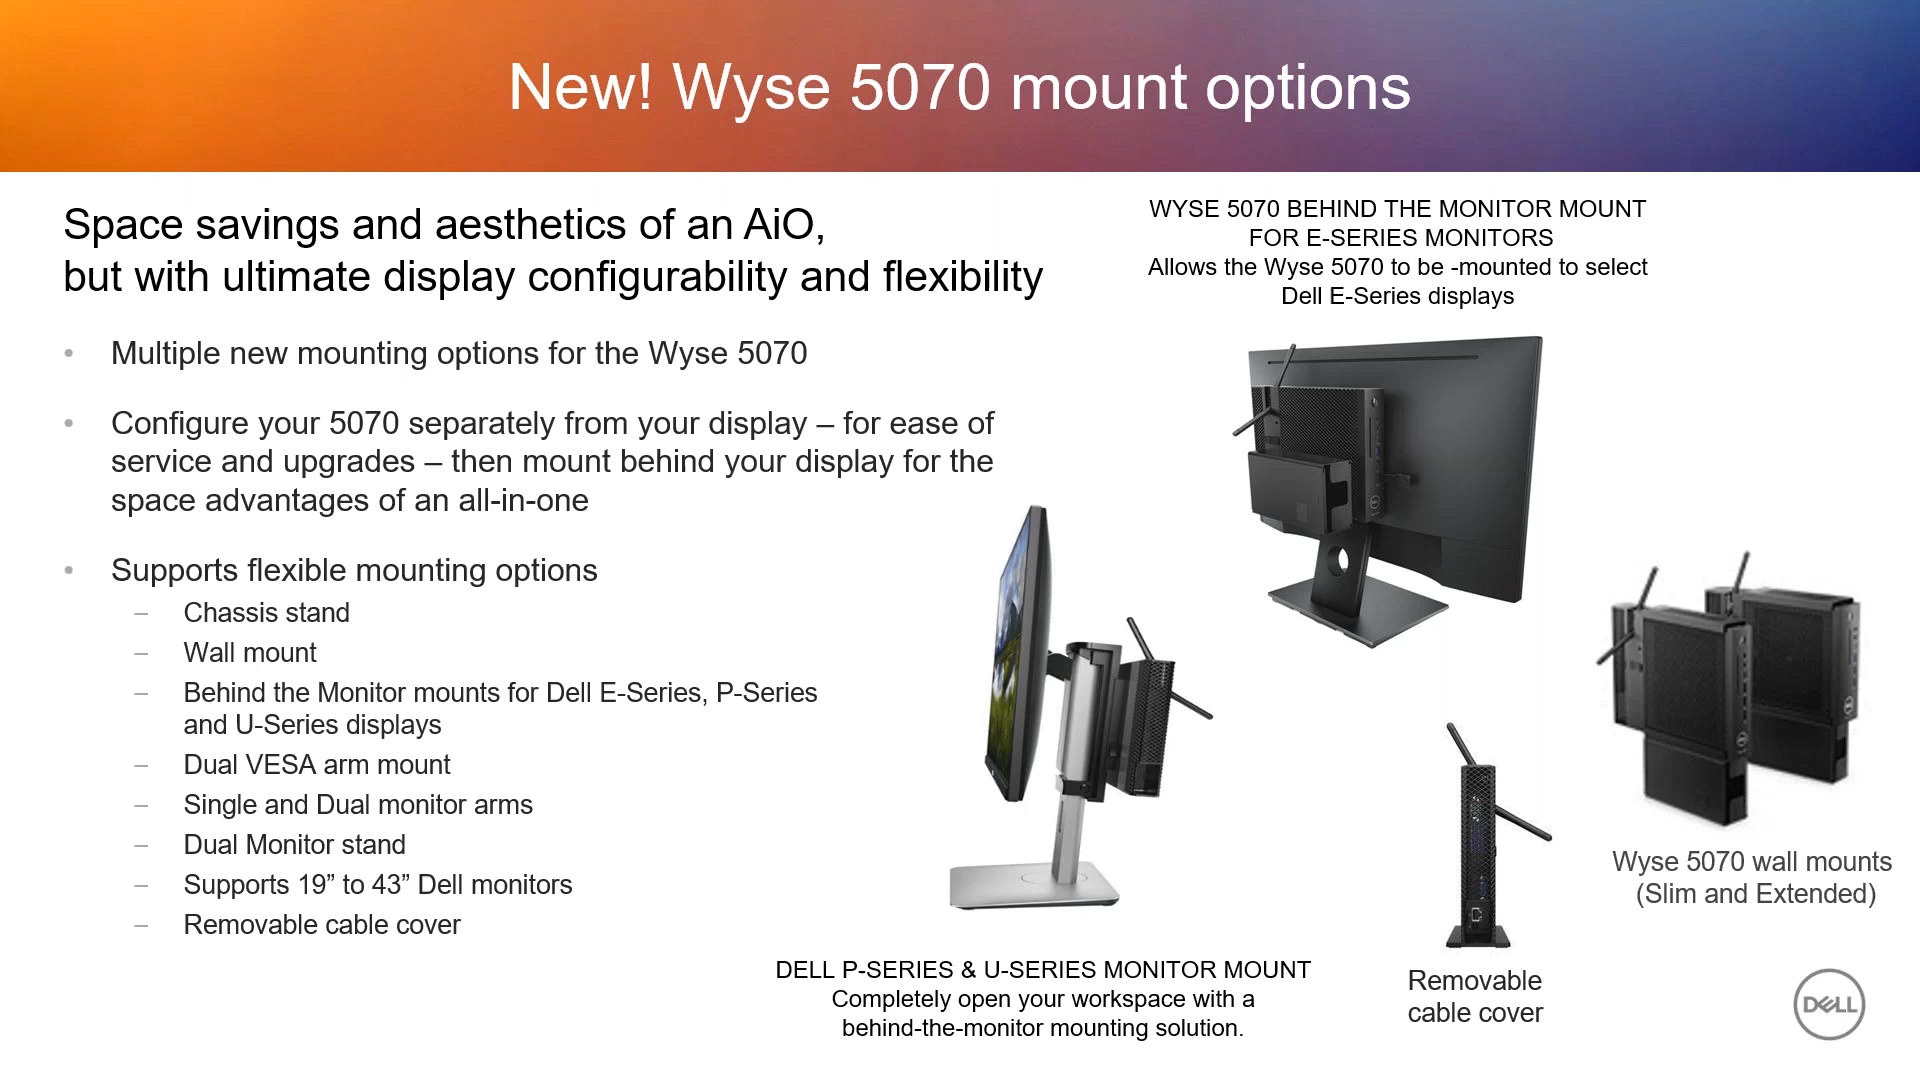 New! Wyse 5070 mount options
Space savings and aesthetics of an AiO,
but with ultimate display configurability and flexibility
• Multiple new mounting options for the Wyse 5070
• Configure your 5070 separately from your display – for ease of
service and upgrades – then mount behind your display for the
space advantages of an all-in-one
• Supports flexible mounting options
– Chassis stand
– Wall mount
– Behind the Monitor mounts for Dell E-Series, P-Series
and U-Series displays
– Dual VESA arm mount
– Single and Dual monitor arms
– Dual Monitor stand
– Supports 19” to 43” Dell monitors
– Removable cable cover
WYSE 5070 BEHIND THE MONITOR MOUNT
FOR E-SERIES MONITORS
Allows the Wyse 5070 to be -mounted to select
Dell E-Series displays
Wyse 5070 wall mounts
(Slim and Extended)
DELL P-SERIES & U-SERIES MONITOR MOUNT
Completely open your workspace with a
behind-the-monitor mounting solution.
Removable
cable cover
DELL